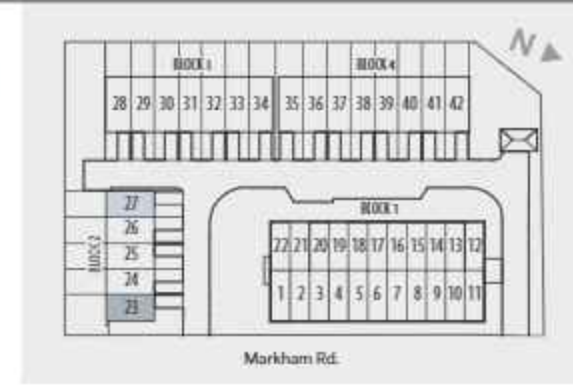 N
BLOCK 3 BLOCK 4
28 29 30 31 32 33 34 35 36 37 38 39 40 41 42
27
26
25
24
23
BLOCK 2
BLOCK 1
22 21 20 19 18 17 16 15 14 13 12
1 2 3 4 5 6 7 8 9 10 11
Markham Rd.